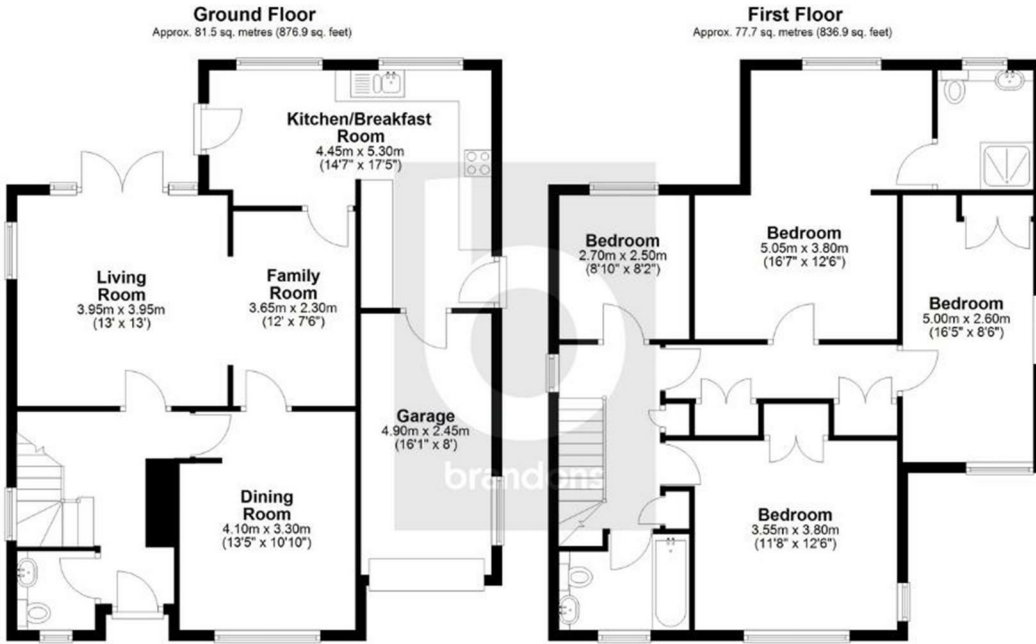 Ground Floor
Approx. 81.5 sq. metres (876.9 sq. feet)
Kitchen/Breakfast
Room
4.45m x 5.30m
(14'7" x 17'5")
Living
Room
3.95m x 3.95m
(13' x 13')
Family
Room
3.65m x 2.30m
(12' x 7'6")
Garage
4.90m x 2.45m
(16'1" x 8')
Dining
Room
4.10m x 3.30m
(13'5" x 10'10")
First Floor
Approx. 77.7 sq. metres (836.9 sq. feet)
Bedroom
2.70m x 2.50m
(8'10" x 8'2")
Bedroom
5.05m x 3.80m
(16'7" x 12'6")
Bedroom
5.00m x 2.60m
(16'5" x 8'6")
Bedroom
3.55m x 3.80m
(11'8" x 12'6")
b
brandons